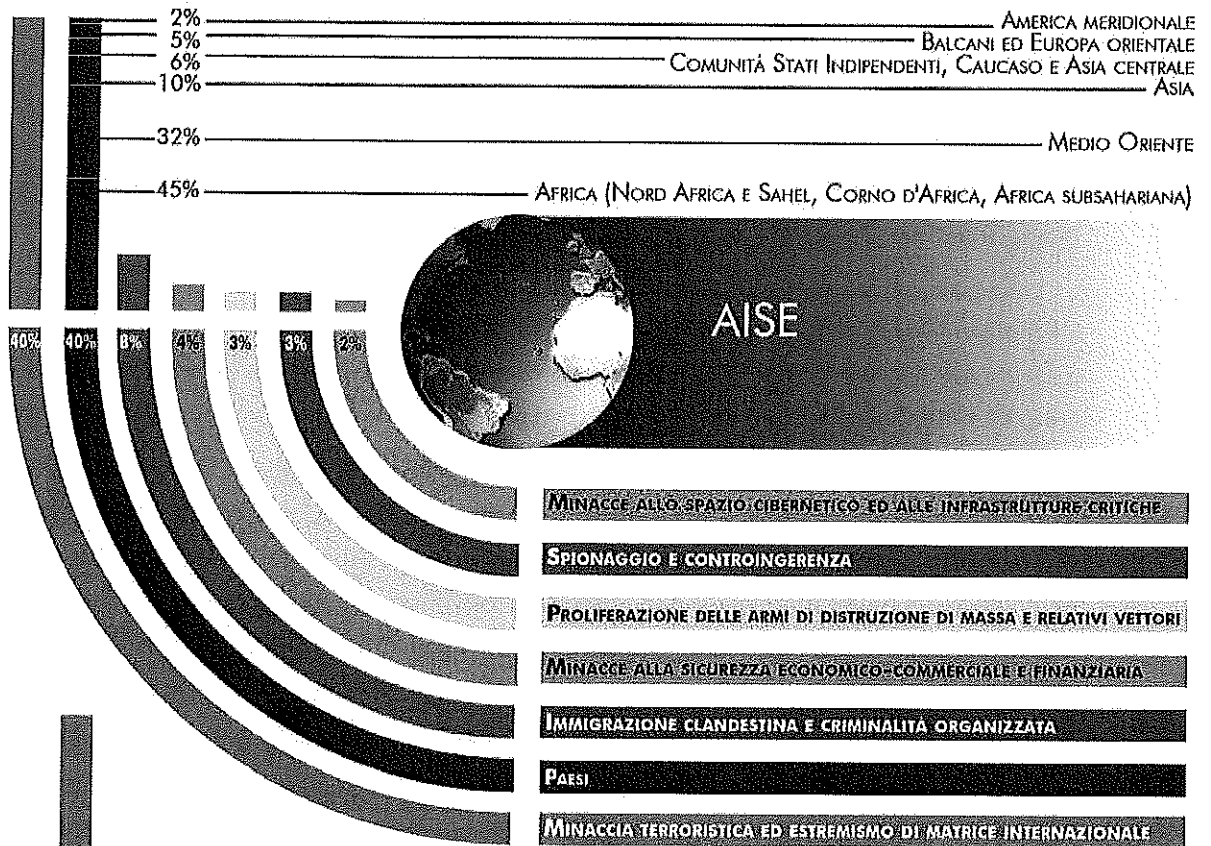 2% AMERICA MERIDIONALE
5% BALCANI ED EUROPA ORIENTALE
6% COMUNITÀ STATI INDIPENDENTI, CAUCASO E ASIA CENTRALE
10% ASIA
32% MEDIO ORIENTE
45% AFRICA (NORD AFRICA E SAHEL, CORNO D'AFRICA, AFRICA SUBSAHARIANA)
AISE
40% 40% 8% 4% 3% 3% 2%
MINACCE ALLO SPAZIO CIBERNETICO ED ALLE INFRASTRUTTURE CRITICHE
SPIONAGGIO E CONTROINGERENZA
PROLIFERAZIONE DELLE ARMI DI DISTRUZIONE DI MASSA E RELATIVI VETTORI
MINACCE ALLA SICUREZZA ECONOMICO-COMMERCIALE E FINANZIARIA
IMMIGRAZIONE CLANDESTINA E CRIMINALITÀ ORGANIZZATA
PAESI
MINACCIA TERRORISTICA ED ESTREMISMO DI MATRICE INTERNAZIONALE